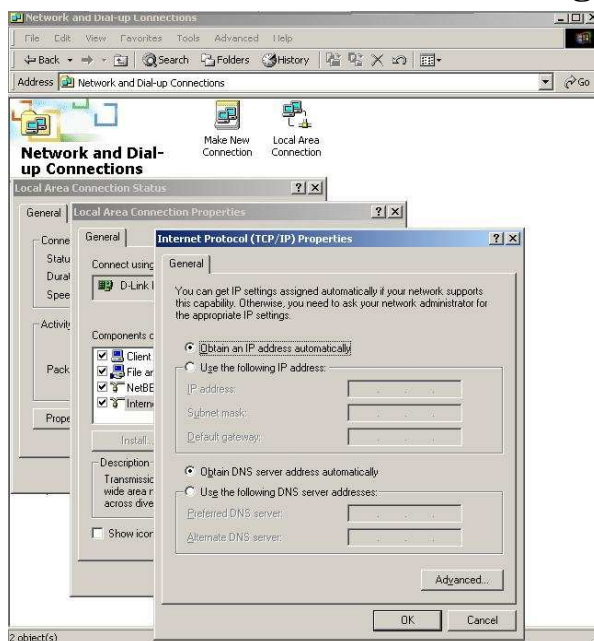 Network and Dial-up Connections
File Edit View Favorites Tools Advanced Help
Back Search Folders History
Address Network and Dial-up Connections Go
Network and Dial-
up Connections
Make New
Connection
Local Area
Connection
Local Area Connection Status
General
Conne
Statu
Durat
Spee
Activit
Pack
Prope
Local Area Connection Properties
General
Connect using
D-Link
Components c
Client
File ar
NetBE
Intern
Install...
Description
Transmissic
wide area r
across dive
Show icor
Internet Protocol (TCP/IP) Properties
General
You can get IP settings assigned automatically if your network supports
this capability. Otherwise, you need to ask your network administrator for
the appropriate IP settings.
Obtain an IP address automatically
Use the following IP address:
IP address:
Subnet mask:
Default gateway:
Obtain DNS server address automatically
Use the following DNS server addresses:
Preferred DNS server:
Alternate DNS server:
Advanced...
OK Cancel
2 object(s)